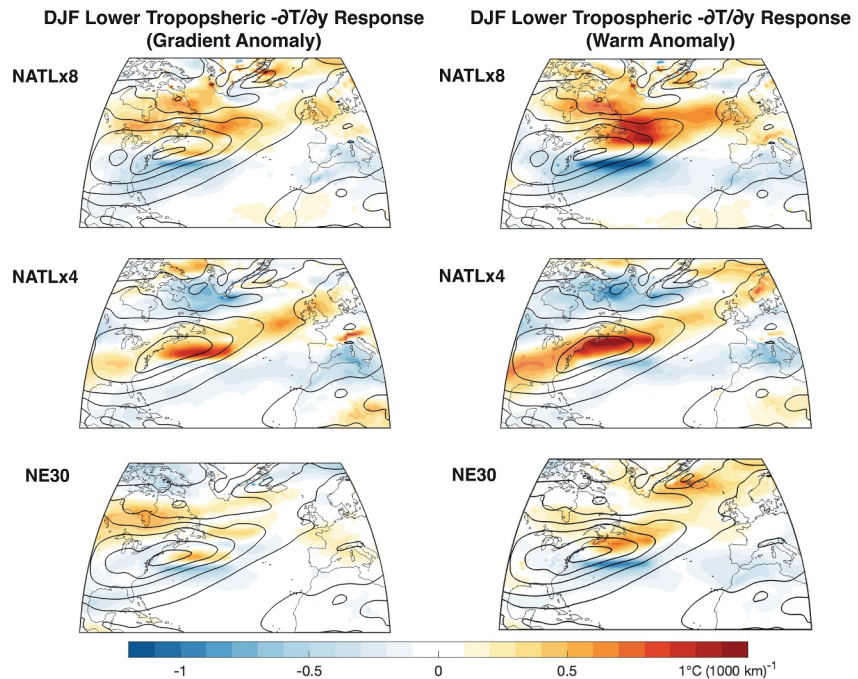 DJF Lower Tropopsheric -∂T/∂y Response
(Gradient Anomaly)
DJF Lower Tropospheric -∂T/∂y Response
(Warm Anomaly)
NATLx8
NATLx8
NATLx4
NATLx4
NE30
NE30
-1
-0.5
0
0.5
1°C (1000 km)-1